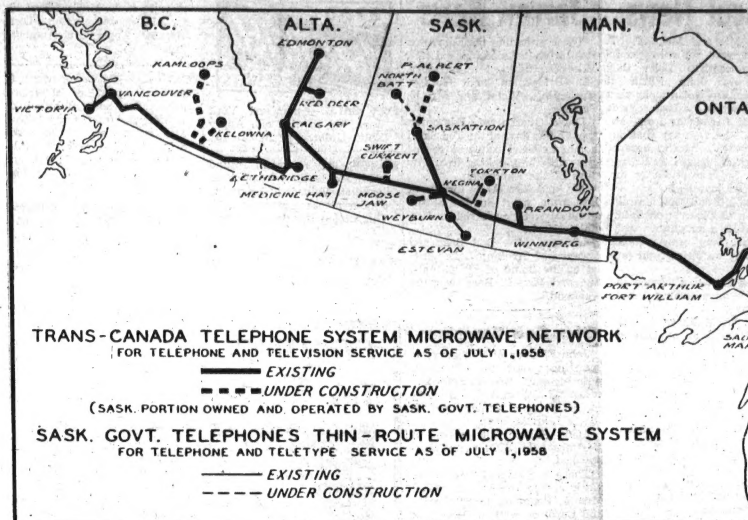 B.C.
ALTA.
SASK.
MAN.
ONTA
EDMONTON
KAMLOOPS
P. ALBERT
NORTH
BATT.
VANCOUVER
RED DEER
VICTORIA
CALGARY
SASKATOON
KELOWNA
SWIFT
CURRENT
YORKTON
LETHBRIDGE
REGINA
MEDICINE HAT
MOOSE
JAW
BRANDON
WEYBURN
WINNIPEG
ESTEVAN
PORT ARTHUR
FORT WILLIAM
TRANS-CANADA TELEPHONE SYSTEM MICROWAVE NETWORK
FOR TELEPHONE AND TELEVISION SERVICE AS OF JULY 1, 1958
EXISTING
UNDER CONSTRUCTION
(SASK. PORTION OWNED AND OPERATED BY SASK. GOVT. TELEPHONES)
SASK. GOVT. TELEPHONES THIN-ROUTE MICROWAVE SYSTEM
FOR TELEPHONE AND TELETYPE SERVICE AS OF JULY 1, 1958
EXISTING
UNDER CONSTRUCTION